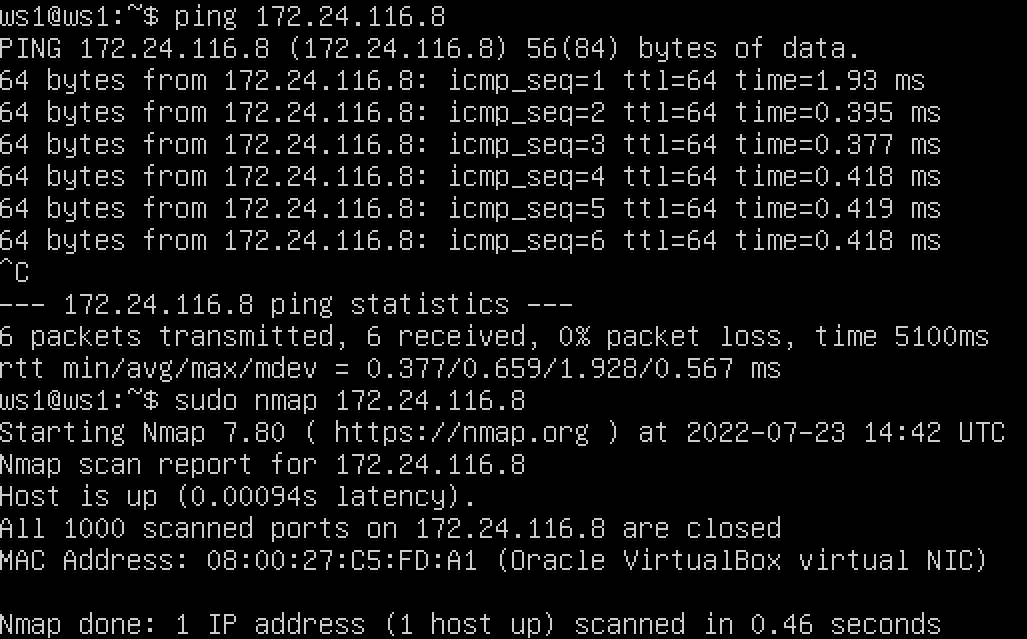 ws1@ws1:~$ ping 172.24.116.8
PING 172.24.116.8 (172.24.116.8) 56(84) bytes of data.
64 bytes from 172.24.116.8: icmp_seq=1 ttl=64 time=1.93 ms
64 bytes from 172.24.116.8: icmp_seq=2 ttl=64 time=0.395 ms
64 bytes from 172.24.116.8: icmp_seq=3 ttl=64 time=0.377 ms
64 bytes from 172.24.116.8: icmp_seq=4 ttl=64 time=0.418 ms
64 bytes from 172.24.116.8: icmp_seq=5 ttl=64 time=0.419 ms
64 bytes from 172.24.116.8: icmp_seq=6 ttl=64 time=0.418 ms
^C
--- 172.24.116.8 ping statistics ---
6 packets transmitted, 6 received, 0% packet loss, time 5100ms
rtt min/avg/max/mdev = 0.377/0.659/1.928/0.567 ms
ws1@ws1:~$ sudo nmap 172.24.116.8
Starting Nmap 7.80 ( https://nmap.org ) at 2022-07-23 14:42 UTC
Nmap scan report for 172.24.116.8
Host is up (0.00094s latency).
All 1000 scanned ports on 172.24.116.8 are closed
MAC Address: 08:00:27:C5:FD:A1 (Oracle VirtualBox virtual NIC)
Nmap done: 1 IP address (1 host up) scanned in 0.46 seconds